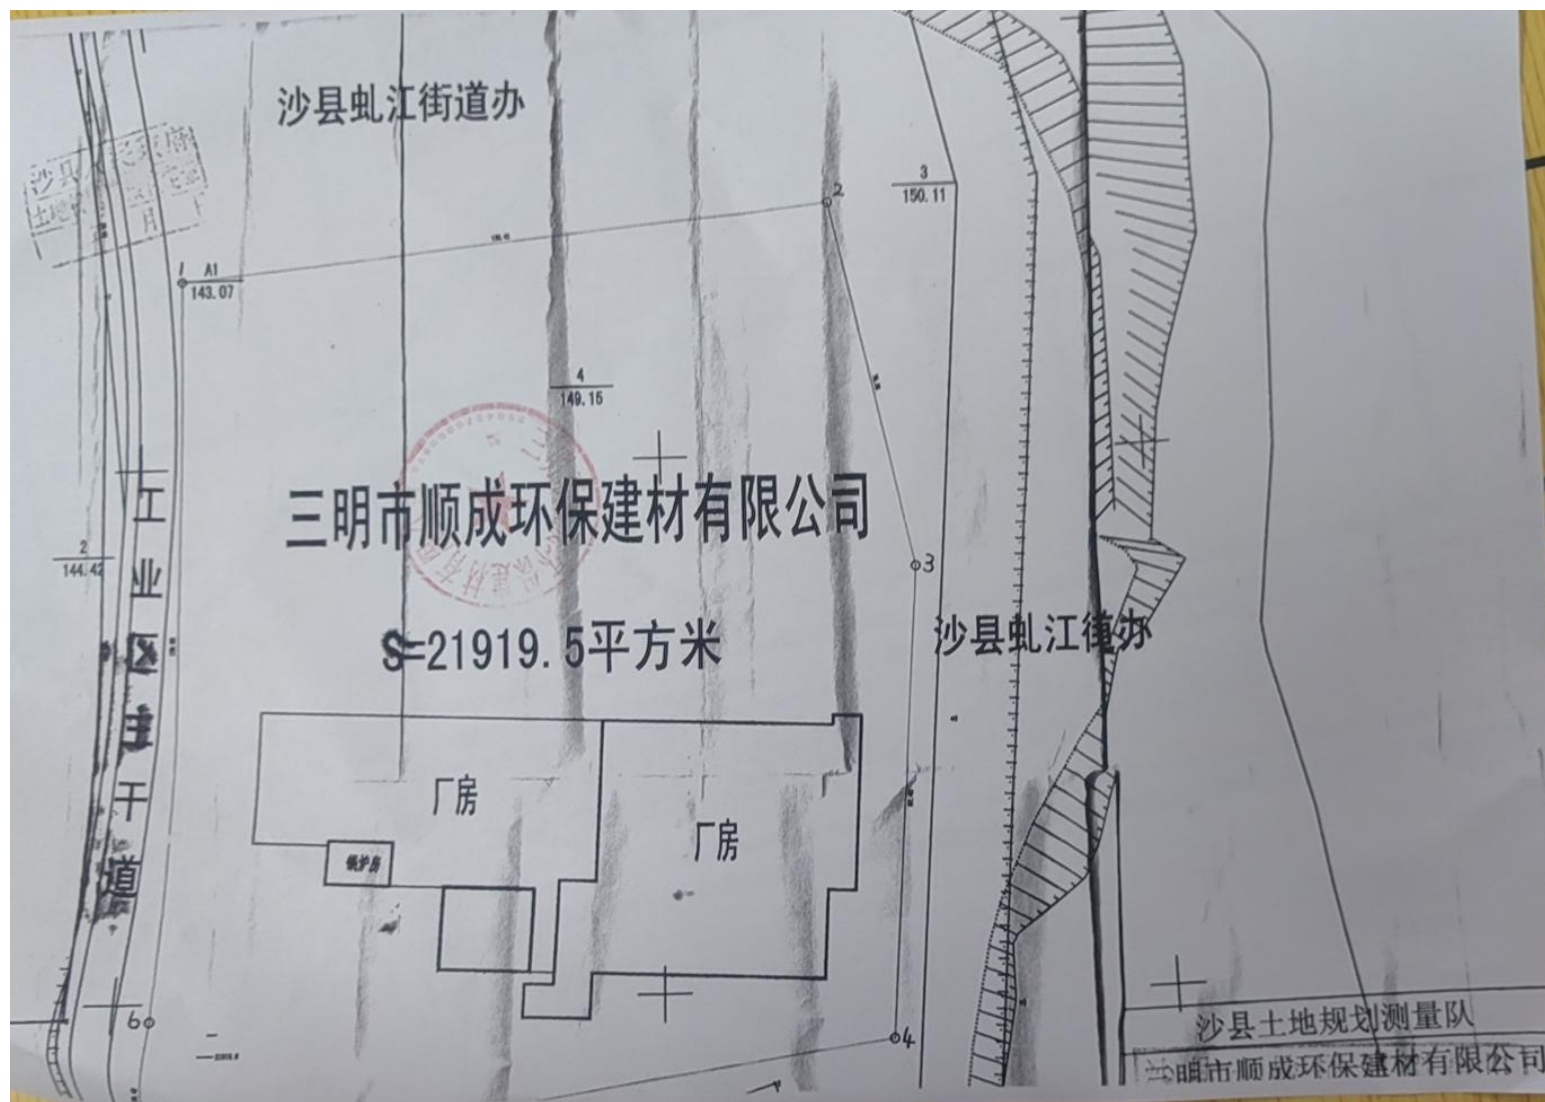 沙县虬江街道办
2
3
150.11
1
A1
143.07
4
149.15
三明市顺成环保建材有限公司
2
144.42
3
S=21919.5平方米
沙县虬江街道办
工业区主干道
厂房
厂房
锅炉房
6
4
沙县土地规划测量队
三明市顺成环保建材有限公司